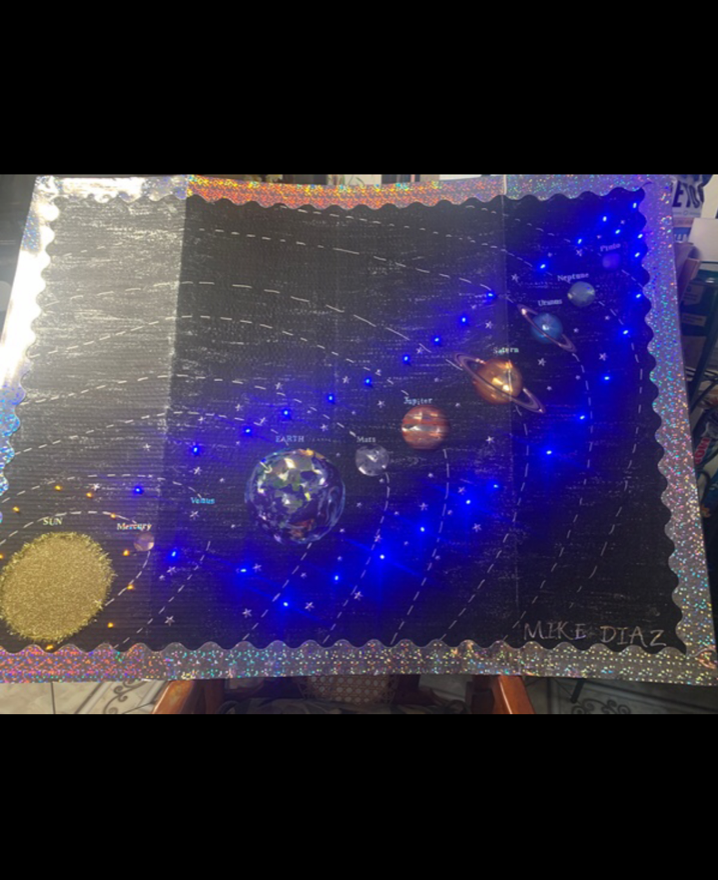 Pluto
Neptune
Uranus
Saturn
Jupiter
EARTH
Mars
Venus
SUN
Mercury
MIKE DIAZ